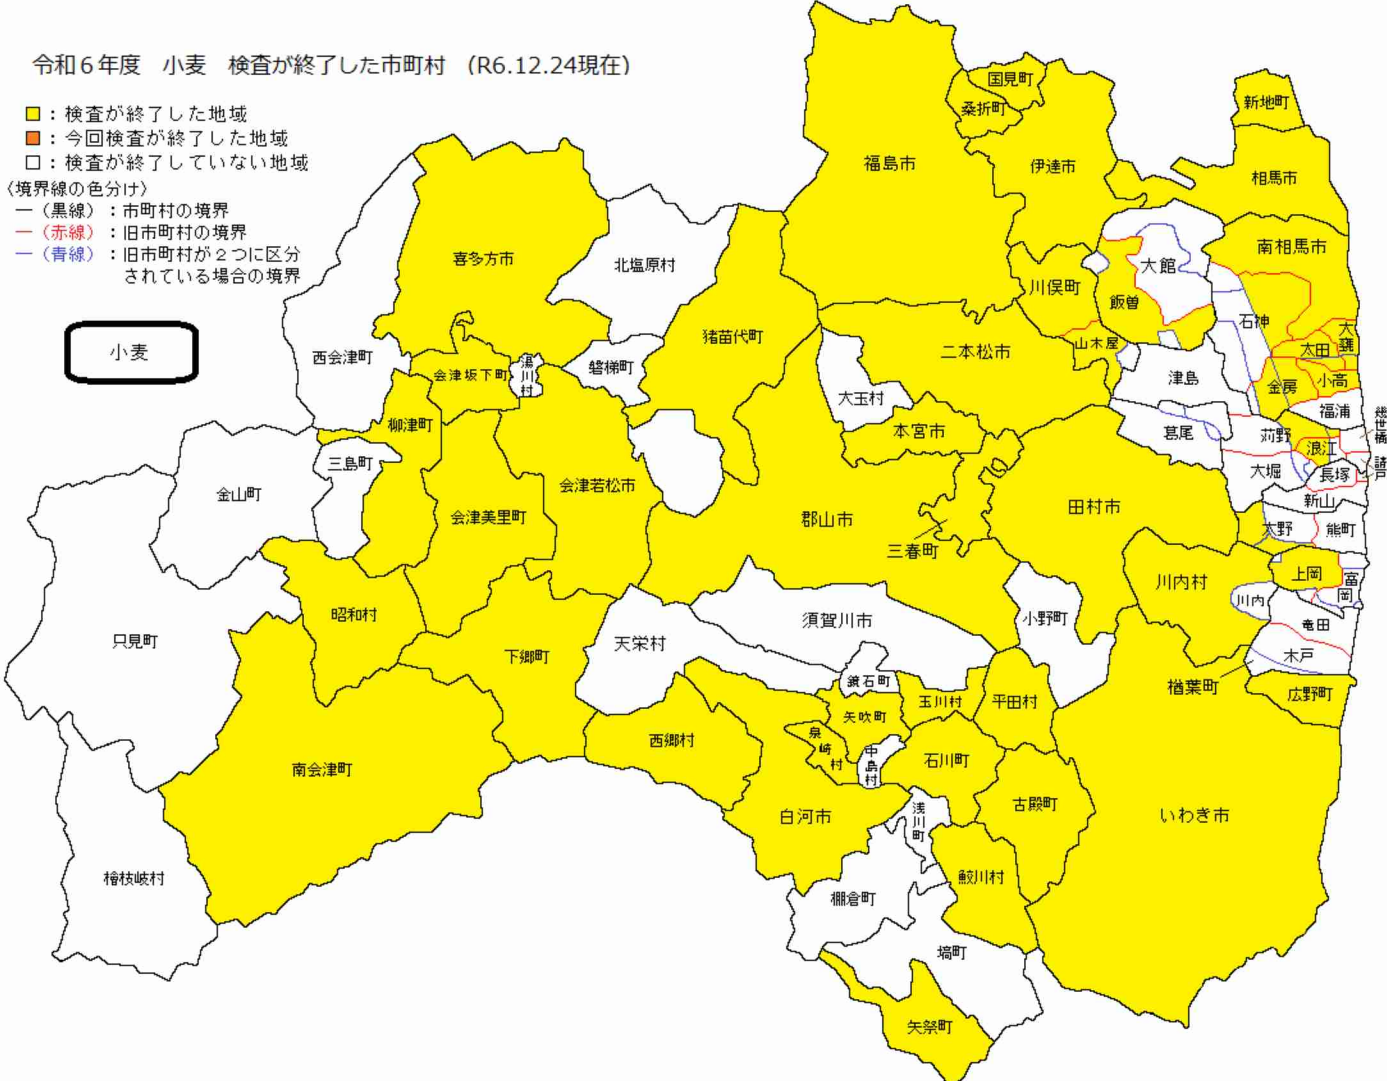 令和６年度　小麦　検査が終了した市町村　（R6.12.24現在）
：検査が終了した地域
：今回検査が終了した地域
：検査が終了していない地域
〈境界線の色分け〉
―（黒線）：市町村の境界
―（赤線）：旧市町村の境界
―（青線）：旧市町村が２つに区分
されている場合の境界
小麦
国見町
桑折町
新地町
福島市
伊達市
相馬市
喜多方市
北塩原村
南相馬市
大館
川俣町
飯曽
石神
西会津町
猪苗代町
二本松市
山木屋
太田
大甕
会津坂下町
湯川村
磐梯町
津島
金房
小高
大玉村
柳津町
本宮市
葛尾
福浦
幾世橋
苅野
浪江
請戸
三島町
大堀
長塚
金山町
会津若松市
新山
会津美里町
郡山市
田村市
大野
熊町
三春町
上岡
富岡
川内村
川内
昭和村
小野町
須賀川市
竜田
只見町
下郷町
天栄村
木戸
鏡石町
楢葉町
玉川村
平田村
広野町
矢吹町
西郷村
泉崎村
中島村
石川町
南会津町
古殿町
白河市
浅川町
いわき市
檜枝岐村
棚倉町
鮫川村
塙町
矢祭町